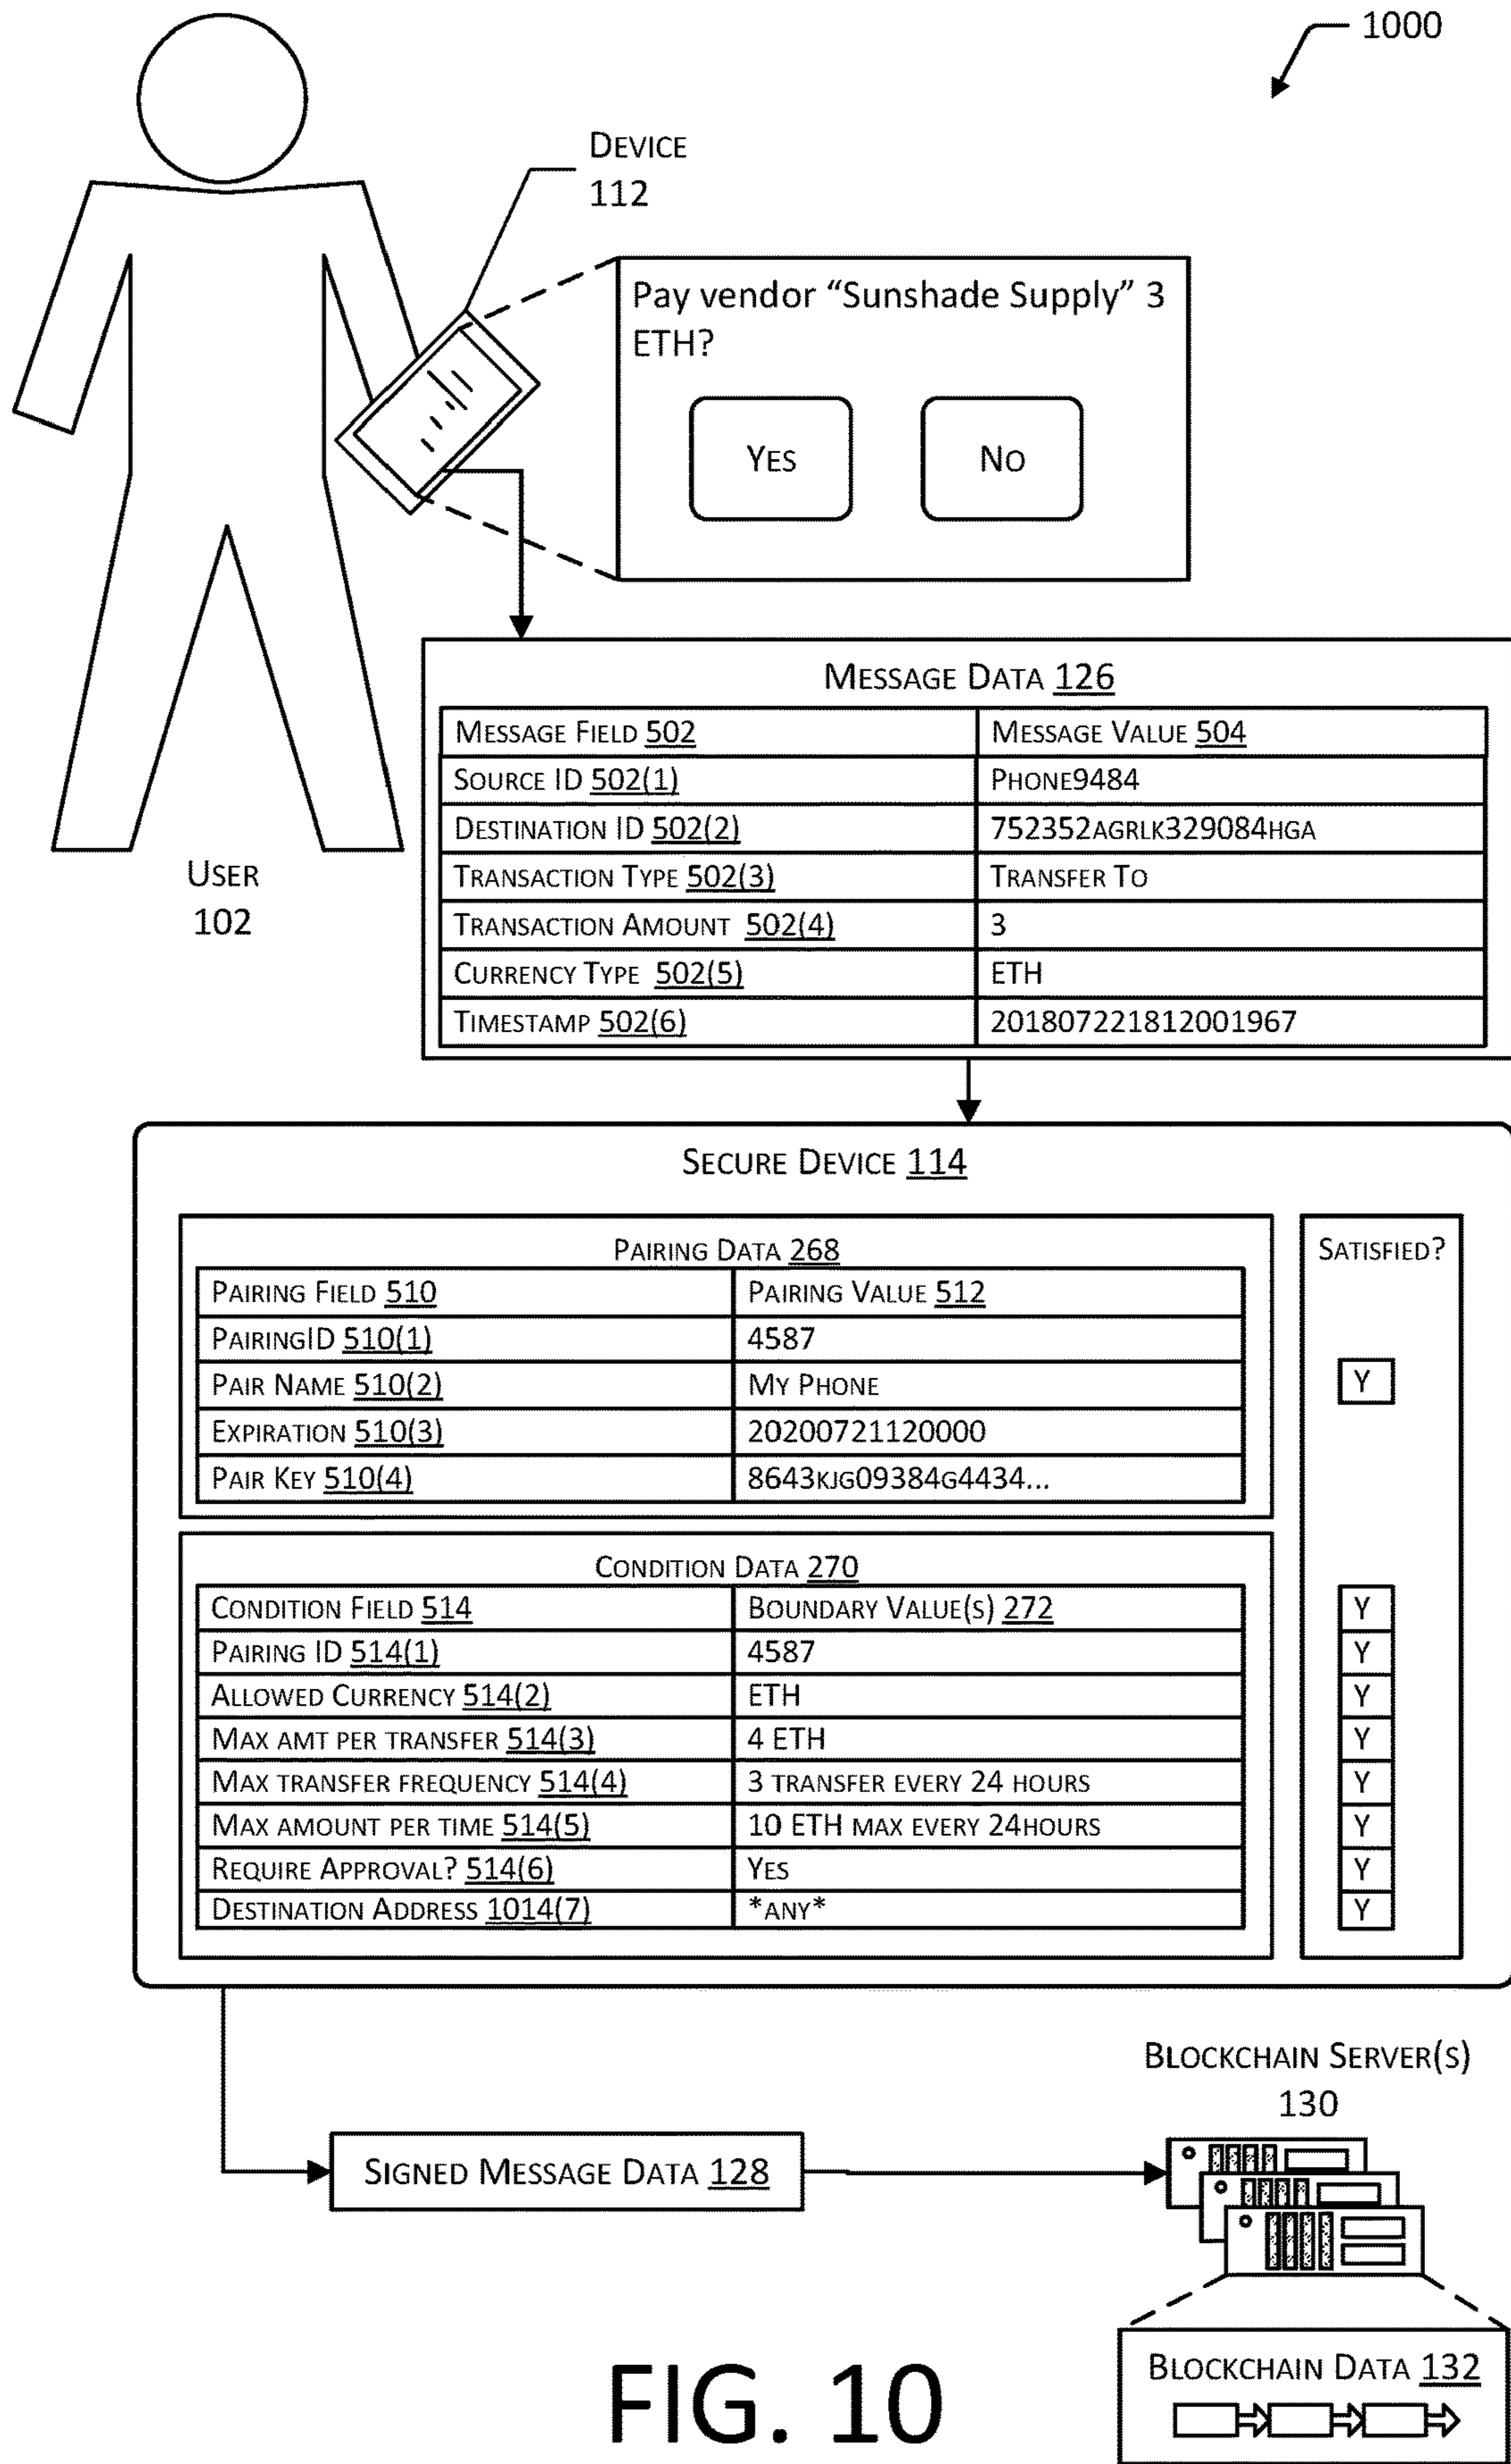 1000
DEVICE
112
Pay vendor “Sunshade Supply” 3
ETH?
YES
NO
USER
102
MESSAGE DATA 126
MESSAGE FIELD 502 MESSAGE VALUE 504
SOURCE ID 502(1) PHONE9484
DESTINATION ID 502(2) 752352AGRLK329084HGA
TRANSACTION TYPE 502(3) TRANSFER TO
TRANSACTION AMOUNT 502(4) 3
CURRENCY TYPE 502(5) ETH
TIMESTAMP 502(6) 201807221812001967
SECURE DEVICE 114
PAIRING DATA 268
SATISFIED?
PAIRING FIELD 510 PAIRING VALUE 512
PAIRINGID 510(1) 4587
PAIR NAME 510(2) MY PHONE Y
EXPIRATION 510(3) 20200721120000
PAIR KEY 510(4) 8643KJG09384G4434...
CONDITION DATA 270
CONDITION FIELD 514 BOUNDARY VALUE(S) 272 Y
PAIRING ID 514(1) 4587 Y
ALLOWED CURRENCY 514(2) ETH Y
MAX AMT PER TRANSFER 514(3) 4 ETH Y
MAX TRANSFER FREQUENCY 514(4) 3 TRANSFER EVERY 24 HOURS Y
MAX AMOUNT PER TIME 514(5) 10 ETH MAX EVERY 24HOURS Y
REQUIRE APPROVAL? 514(6) YES Y
DESTINATION ADDRESS 1014(7) *ANY* Y
BLOCKCHAIN SERVER(S)
130
SIGNED MESSAGE DATA 128
BLOCKCHAIN DATA 132
FIG. 10